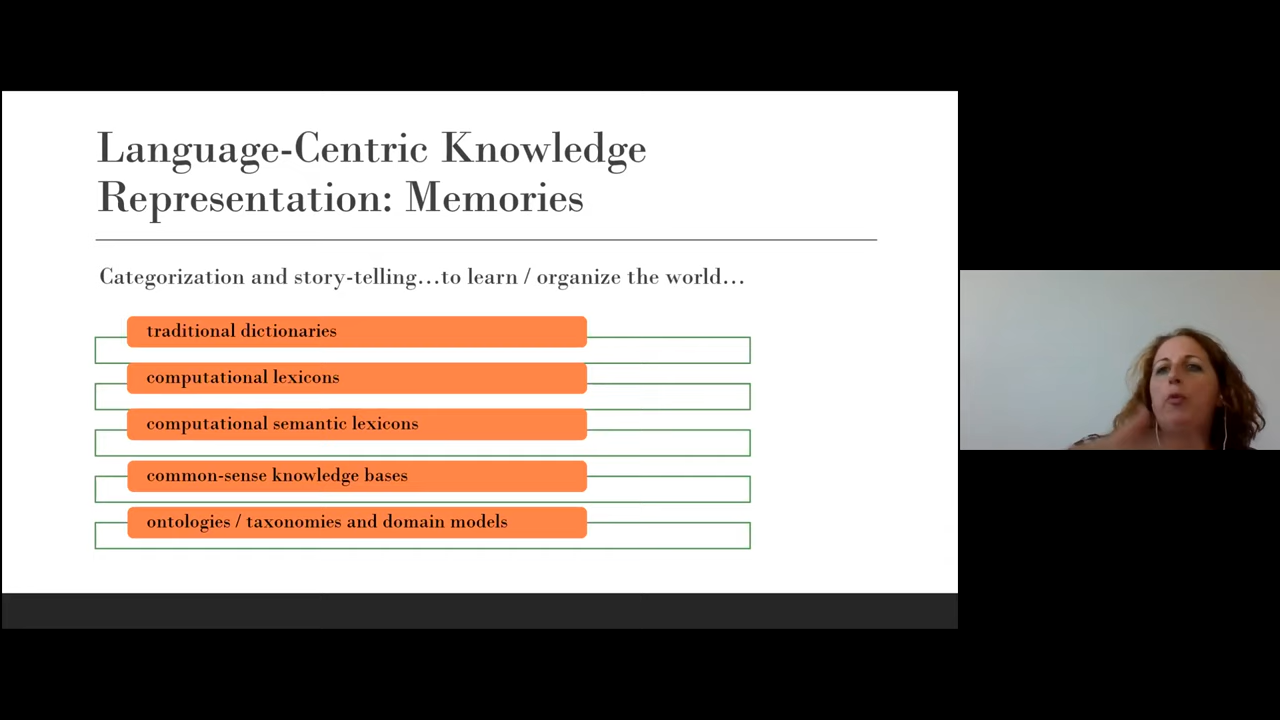 Language-Centric Knowledge
Representation: Memories
Categorization and story-telling…to learn / organize the world…
traditional dictionaries
computational lexicons
computational semantic lexicons
common-sense knowledge bases
ontologies / taxonomies and domain models